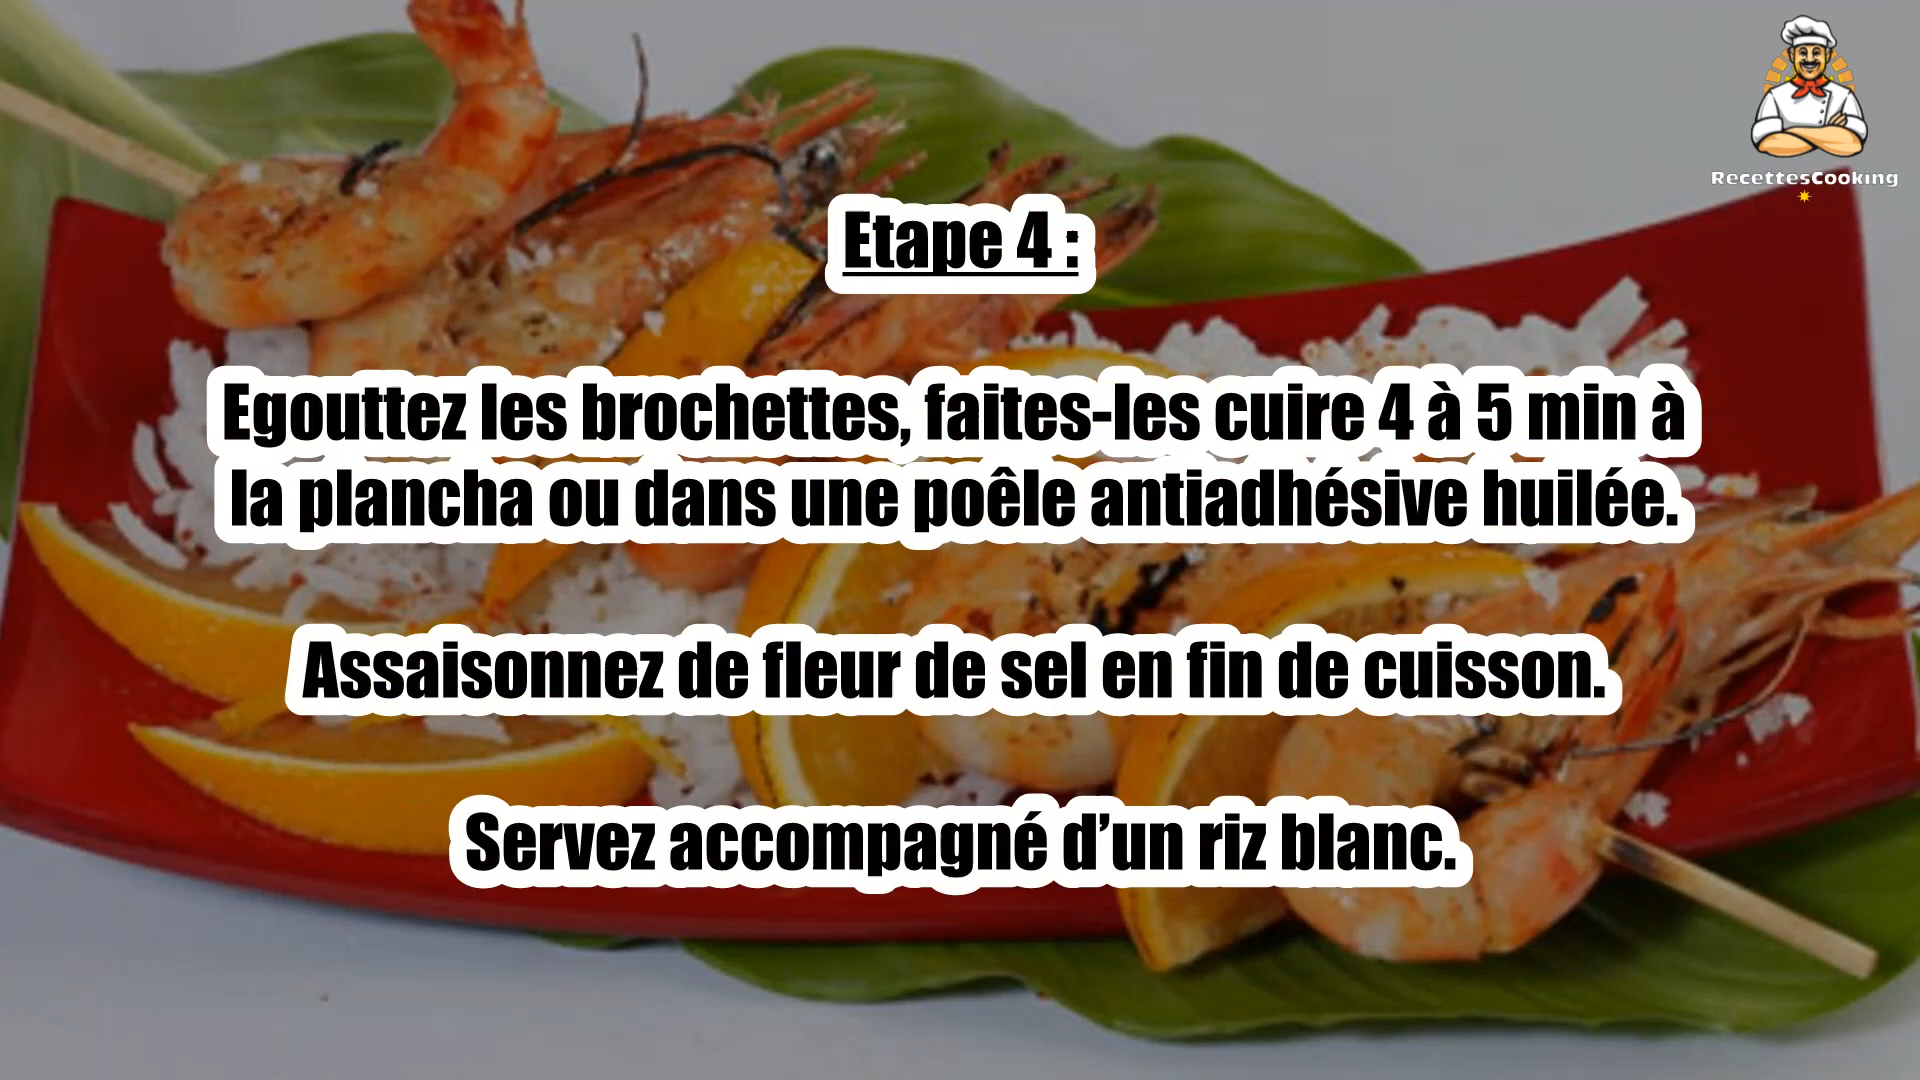 RecettesCooking
Etape 4 :
Egouttez les brochettes, faites-les cuire 4 à 5 min à
la plancha ou dans une poêle antiadhésive huilée.
Assaisonnez de fleur de sel en fin de cuisson.
Servez accompagné d’un riz blanc.